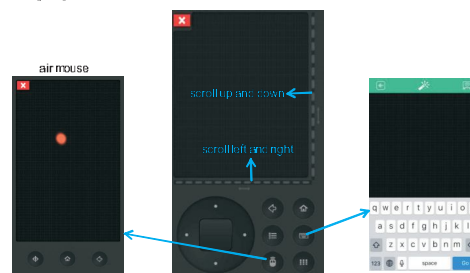 air mouse
scroll up and down
scroll left and right
q w e r t y u i o
a s d f g h j k l
z x c v b n m
123 space Go